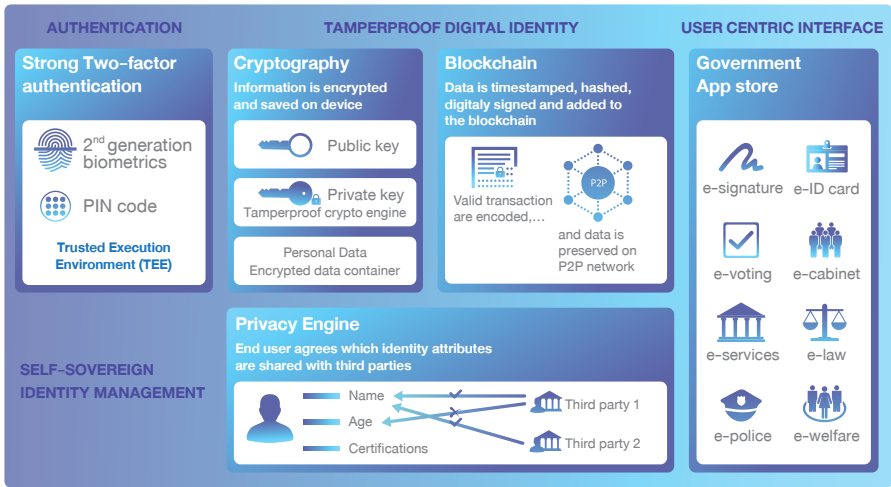 AUTHENTICATION
TAMPERPROOF DIGITAL IDENTITY
USER CENTRIC INTERFACE
Strong Two-factor
authentication
2nd generation
biometrics
PIN code
Trusted Execution
Environment (TEE)
Cryptography
Information is encrypted
and saved on device
Public key
Private key
Tamperproof crypto engine
Personal Data
Encrypted data container
Blockchain
Data is timestamped, hashed,
digitaly signed and added to
the blockchain
Valid transaction
are encoded,...
P2P
and data is
preserved on
P2P network
Government
App store
e-signature
e-ID card
e-voting
e-cabinet
e-services
e-law
e-police
e-welfare
SELF-SOVEREIGN
IDENTITY MANAGEMENT
Privacy Engine
End user agrees which identity attributes
are shared with third parties
Name
Age
Certifications
Third party 1
Third party 2